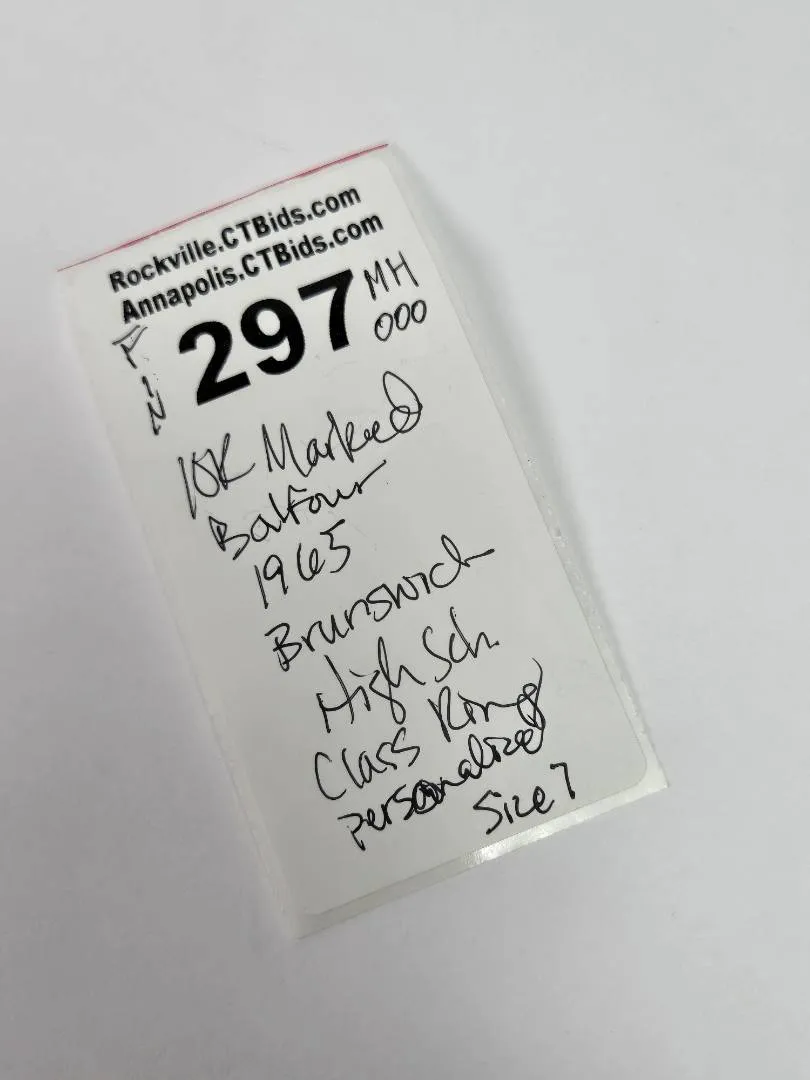 Rockville.CTBids.com
Annapolis.CTBids.com
297 MH
000
FIN
10K Marked
Balfour
1965
Brunswick
High Sch.
Class Ring
personalized
Size 7